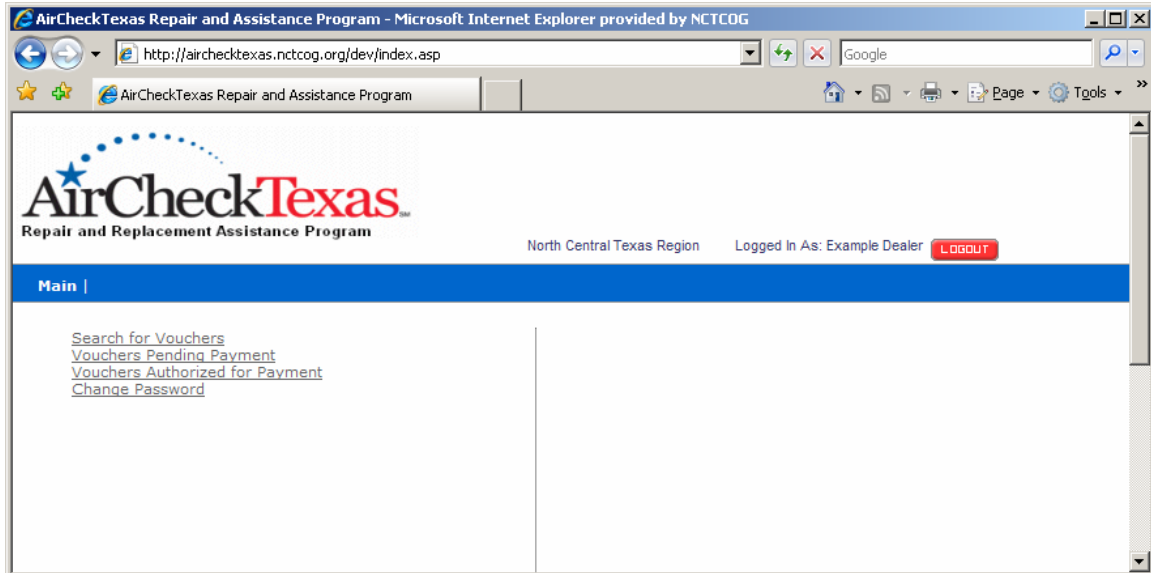 AirCheckTexas Repair and Assistance Program - Microsoft Internet Explorer provided by NCTCOG
http://airchecktexas.nctcog.org/dev/index.asp
Google
AirCheckTexas Repair and Assistance Program
Page
Tools
»
AirCheckTexas SM
Repair and Replacement Assistance Program
North Central Texas Region Logged In As: Example Dealer LOGOUT
Main |
Search for Vouchers
Vouchers Pending Payment
Vouchers Authorized for Payment
Change Password